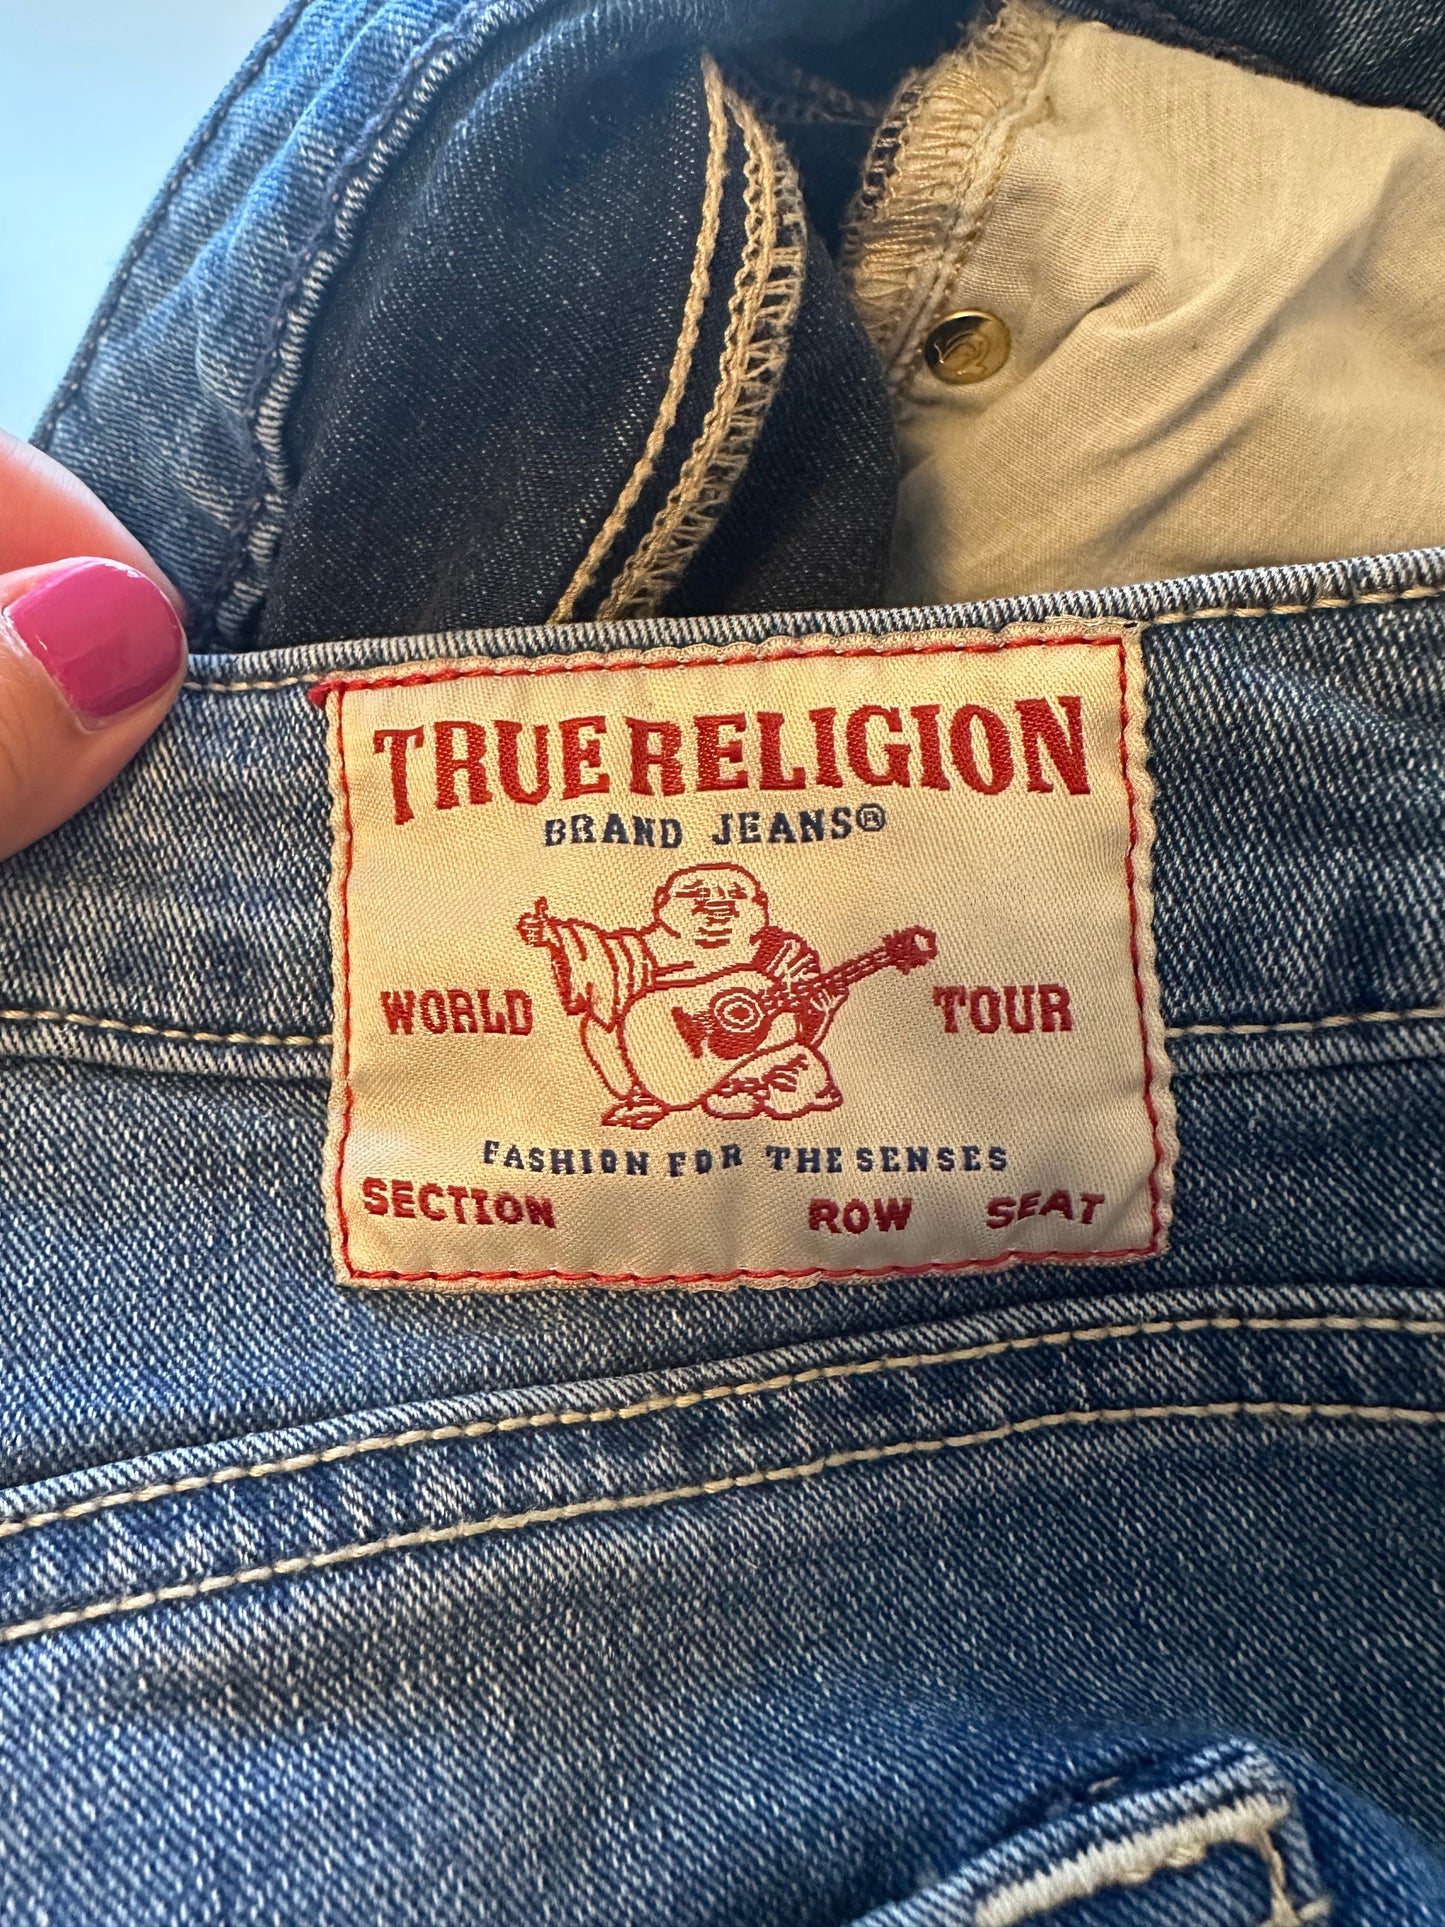 TRUE RELIGION
BRAND JEANS®
WORLD TOUR
FASHION FOR THE SENSES
SECTION ROW SEAT